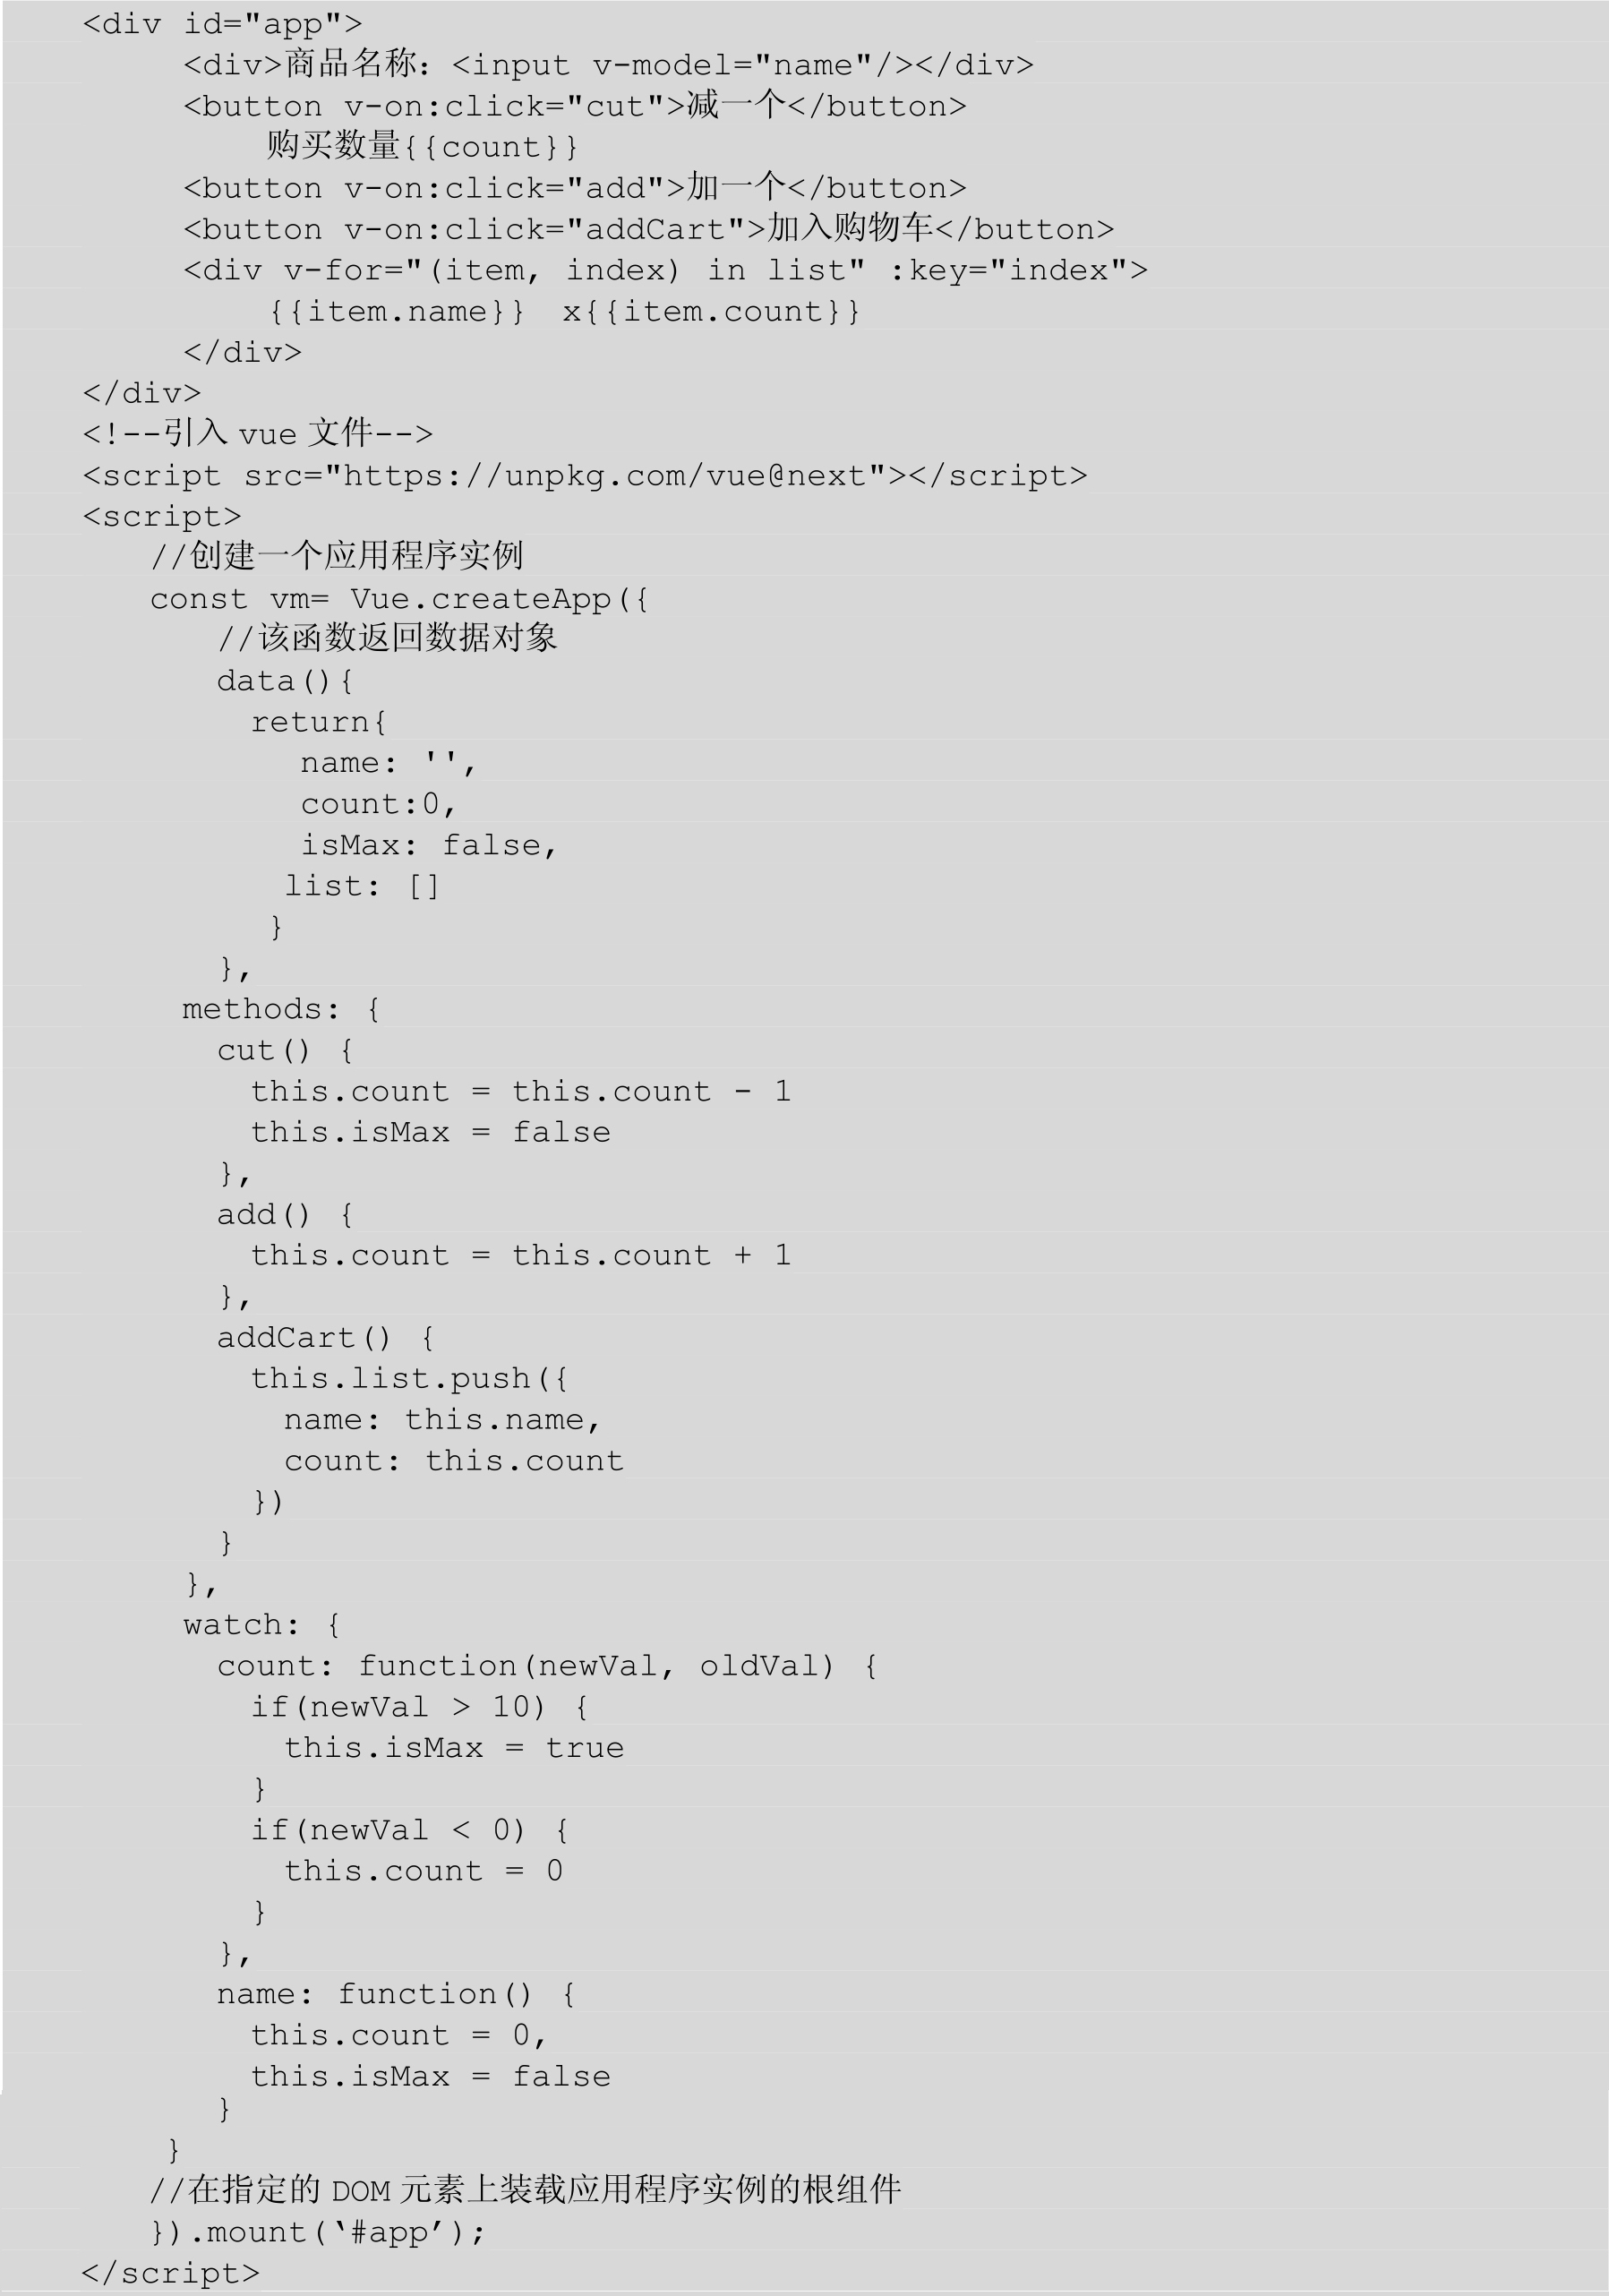 <div id="app">
<div>商品名称：<input v-model="name"/></div>
<button v-on:click="cut">减一个</button>
购买数量{{count}}
<button v-on:click="add">加一个</button>
<button v-on:click="addCart">加入购物车</button>
<div v-for="(item, index) in list" :key="index">
{{item.name}} x{{item.count}}
</div>
</div>
<!--引入 vue 文件-->
<script src="https://unpkg.com/vue@next"></script>
<script>
//创建一个应用程序实例
const vm= Vue.createApp({
//该函数返回数据对象
data(){
return{
name: '',
count:0,
isMax: false,
list: []
}
},
methods: {
cut() {
this.count = this.count - 1
this.isMax = false
},
add() {
this.count = this.count + 1
},
addCart() {
this.list.push({
name: this.name,
count: this.count
})
}
},
watch: {
count: function(newVal, oldVal) {
if(newVal > 10) {
this.isMax = true
}
if(newVal < 0) {
this.count = 0
}
},
name: function() {
this.count = 0,
this.isMax = false
}
}
//在指定的 DOM 元素上装载应用程序实例的根组件
}).mount(‘#app’);
</script>